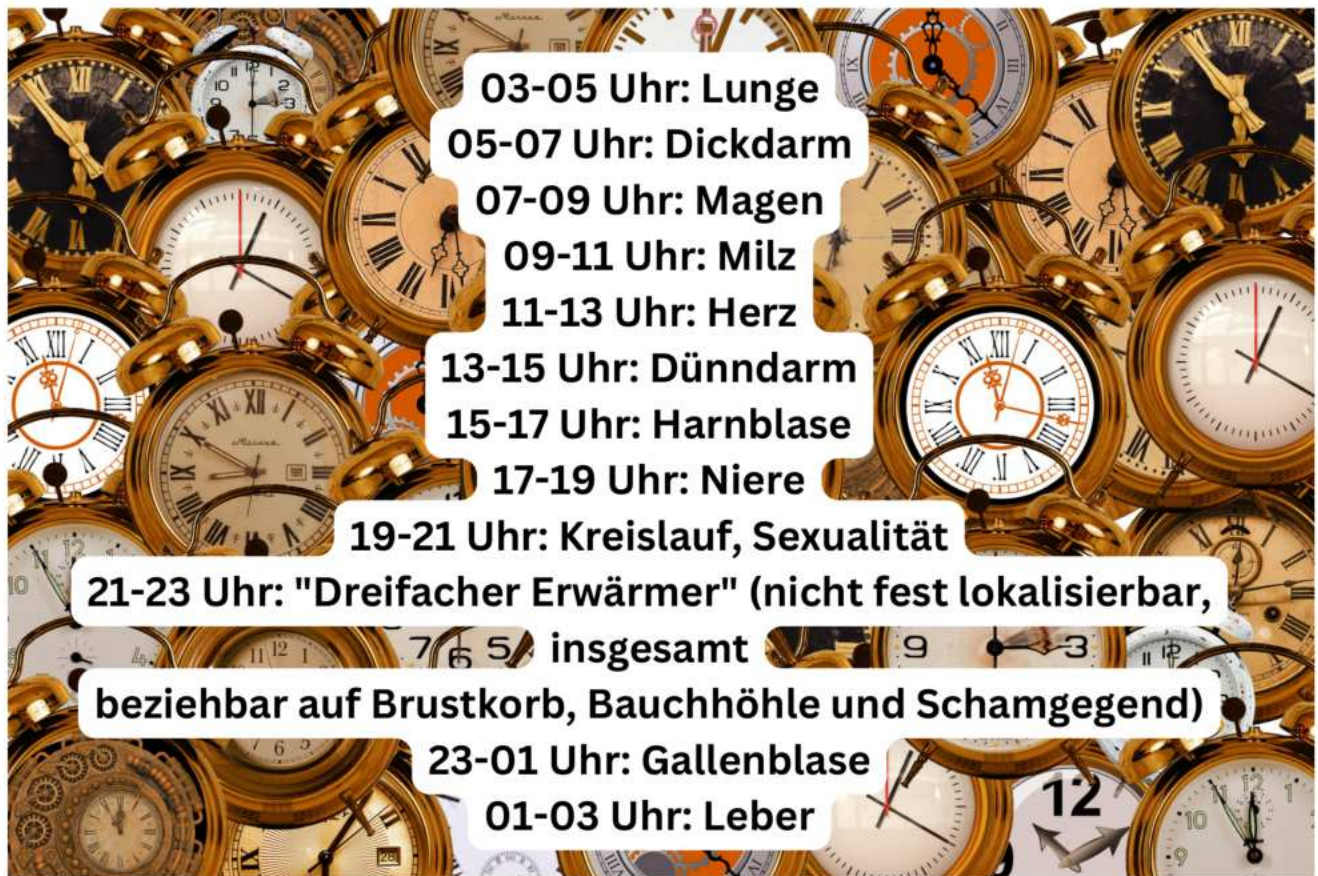 03-05 Uhr: Lunge
05-07 Uhr: Dickdarm
07-09 Uhr: Magen
09-11 Uhr: Milz
11-13 Uhr: Herz
13-15 Uhr: Dünndarm
15-17 Uhr: Harnblase
17-19 Uhr: Niere
19-21 Uhr: Kreislauf, Sexualität
21-23 Uhr: "Dreifacher Erwärmer" (nicht fest lokalisierbar,
insgesamt
beziehbar auf Brustkorb, Bauchhöhle und Schamgegend)
23-01 Uhr: Gallenblase
01-03 Uhr: Leber